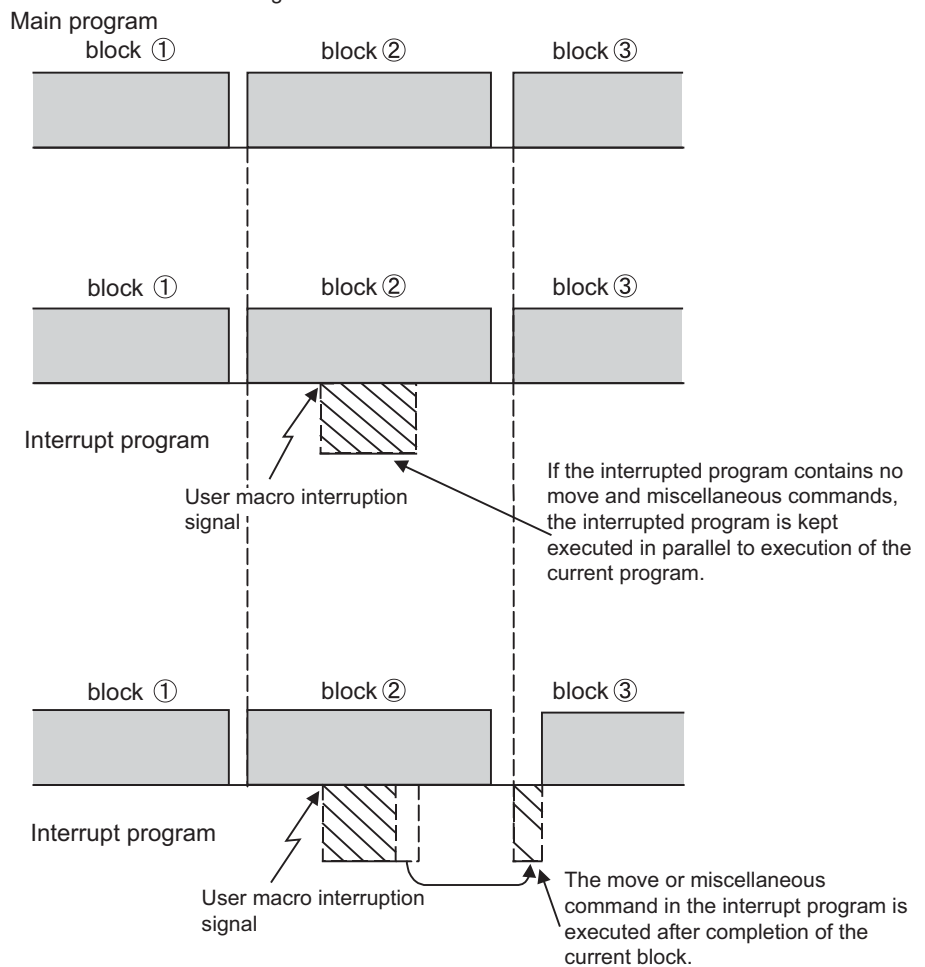 Main program
block ① block ② block ③
block ① block ② block ③
Interrupt program
User macro interruption
signal
If the interrupted program contains no
move and miscellaneous commands,
the interrupted program is kept
executed in parallel to execution of the
current program.
block ① block ② block ③
Interrupt program
User macro interruption
signal
The move or miscellaneous
command in the interrupt program is
executed after completion of the
current block.